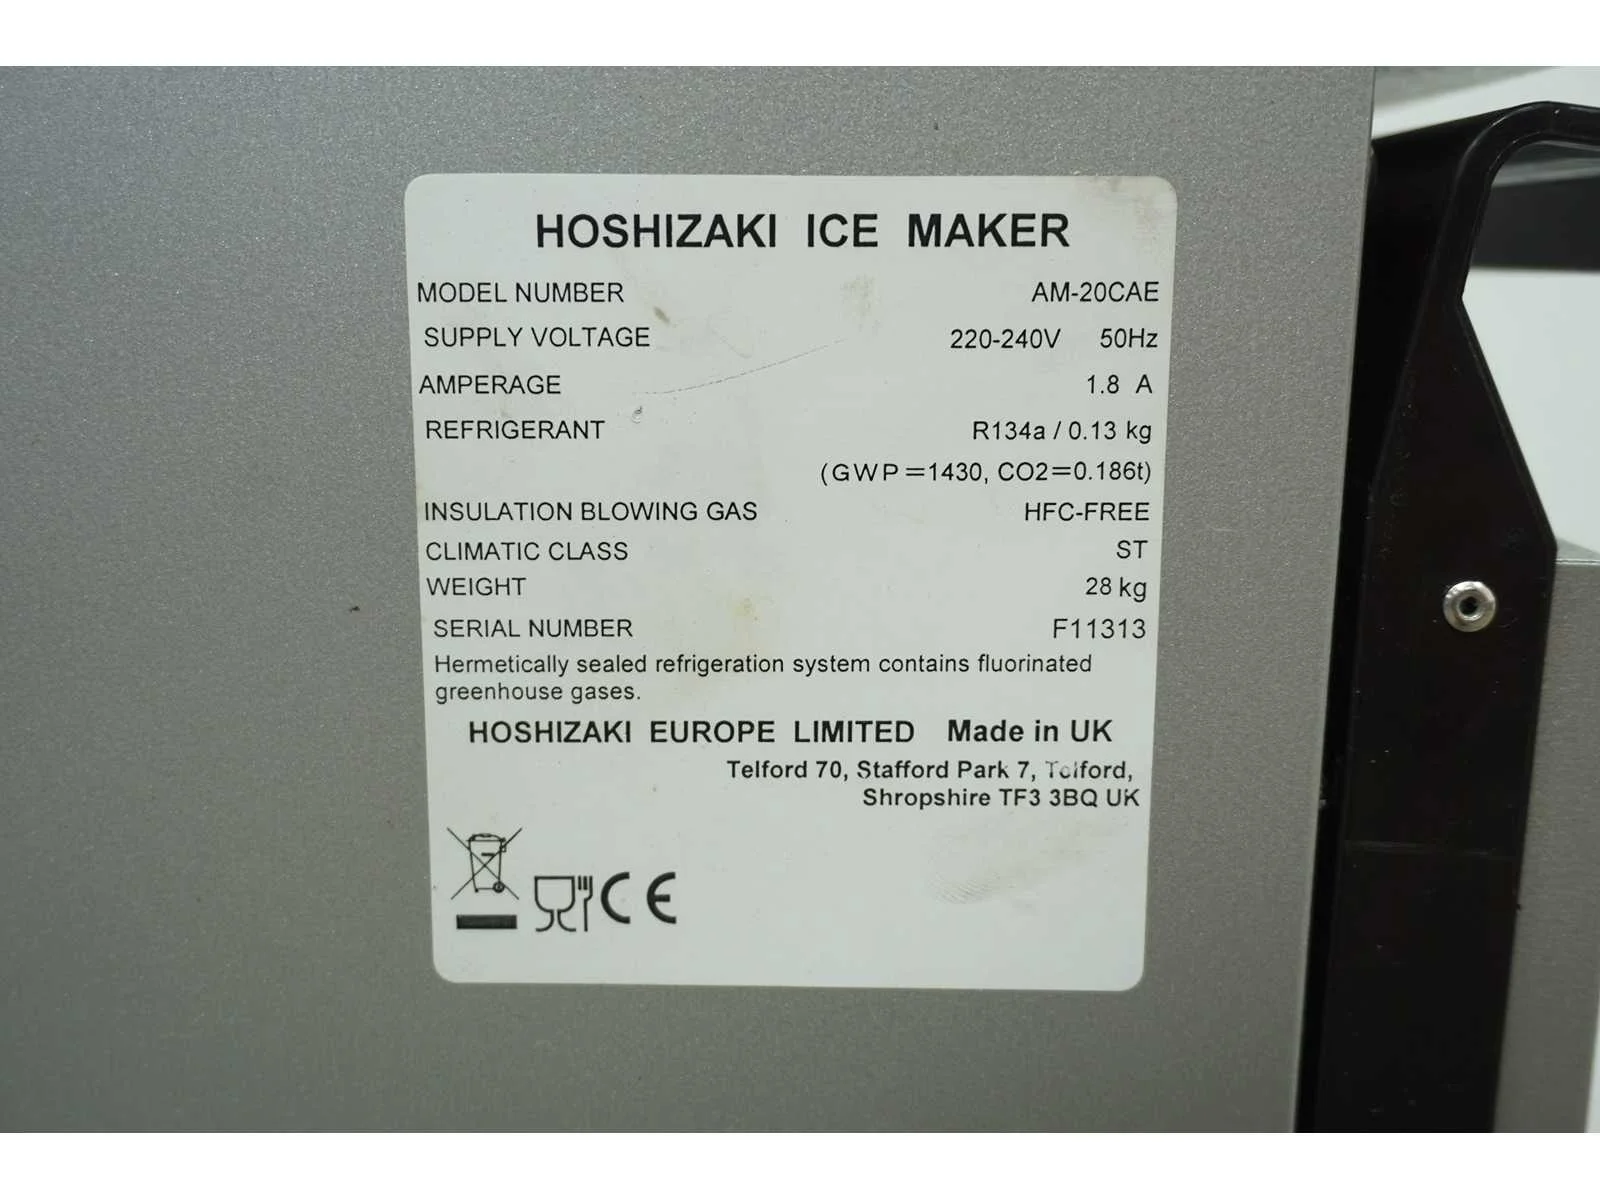 HOSHIZAKI ICE MAKER
MODEL NUMBER AM-20CAE
SUPPLY VOLTAGE 220-240V 50Hz
AMPERAGE 1.8 A
REFRIGERANT R134a / 0.13 kg
(GWP=1430, CO2=0.186t)
INSULATION BLOWING GAS HFC-FREE
CLIMATIC CLASS ST
WEIGHT 28 kg
SERIAL NUMBER F11313
Hermetically sealed refrigeration system contains fluorinated
greenhouse gases.
HOSHIZAKI EUROPE LIMITED Made in UK
Telford 70, Stafford Park 7, Telford,
Shropshire TF3 3BQ UK
CE